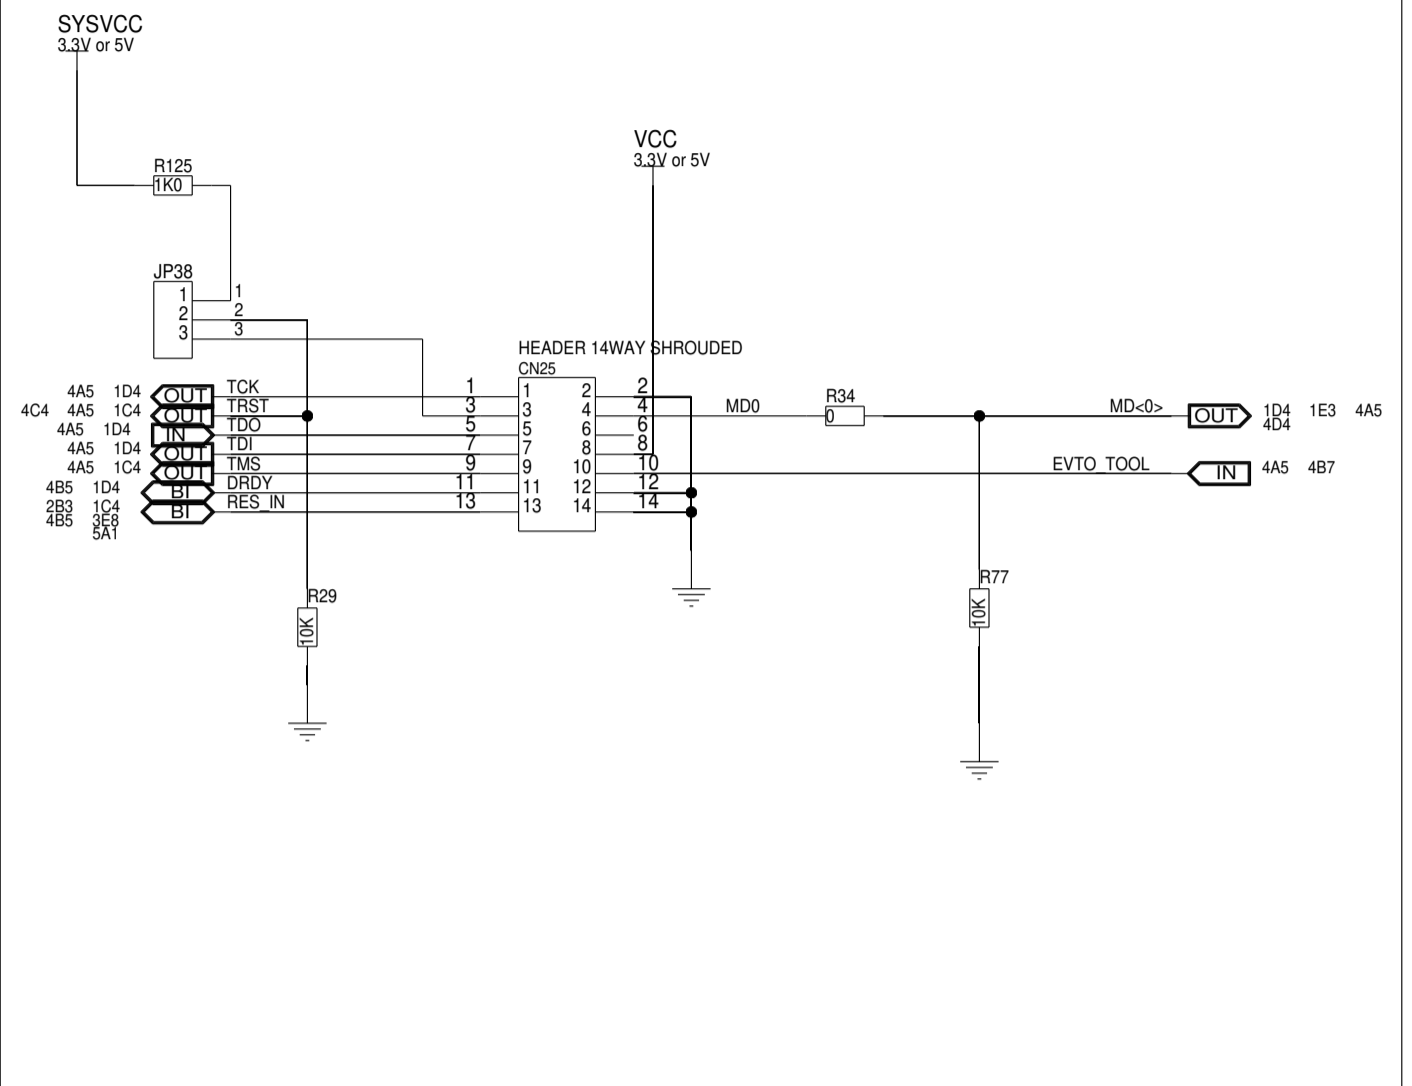 SYSVCC
3.3V or 5V
VCC
3.3V or 5V
R125
1K0
JP38
1 1
2 2
3 3
HEADER 14WAY SHROUDED
CN25
4A5 1D4 OUT TCK 1 1 2 2
4C4 4A5 1C4 OUT TRST 3 3 4 4 MD0 R34 0 MD<0> OUT 1D4 1E3 4A5
4D4
4A5 1D4 IN TDO 5 5 6 6
4A5 1D4 OUT TDI 7 7 8 8
4A5 1C4 OUT TMS 9 9 10 10 EVTO_TOOL IN 4A5 4B7
4B5 1D4 BI DRDY 11 11 12 12
2B3 1C4 BI RES_IN 13 13 14 14
4B5 3E8
5A1
R77
10K
R29
10K